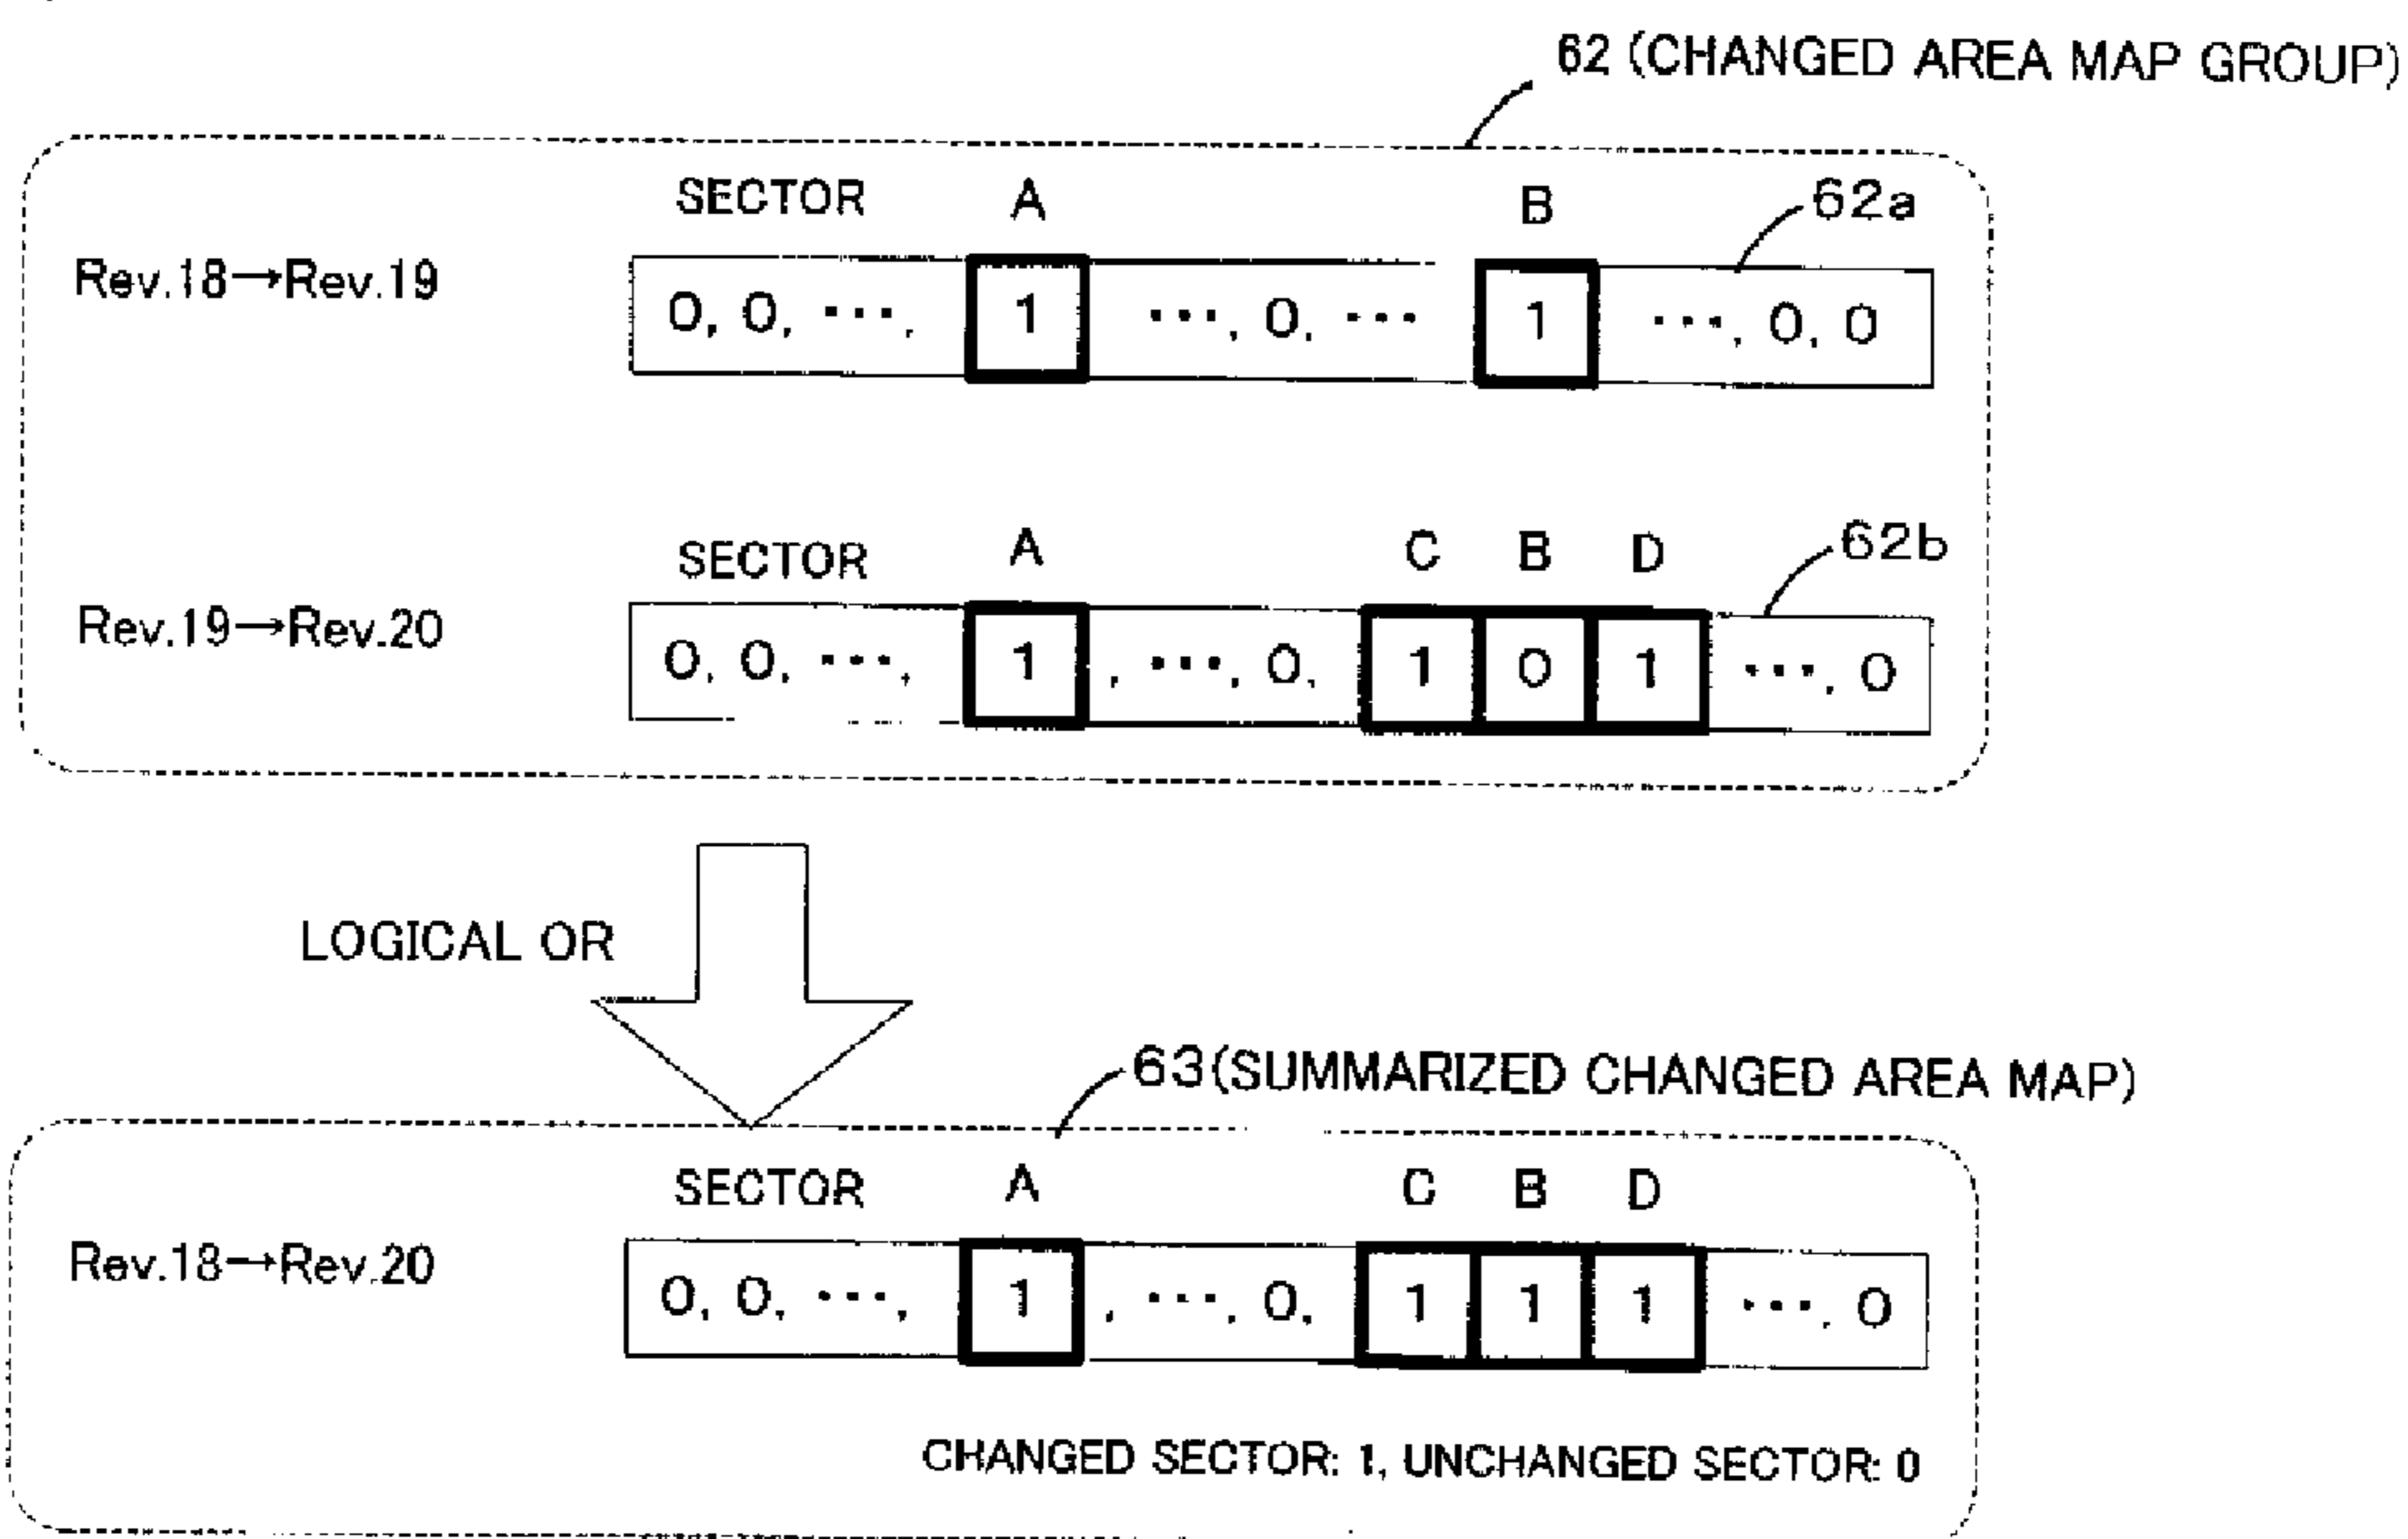 62 (CHANGED AREA MAP GROUP)
SECTOR A B 62a
Rev.18→Rev.19 0, 0, ···, 1 ···, 0, ··· 1 ···, 0, 0
SECTOR A C B D 62b
Rev.19→Rev.20 0, 0, ···, 1 , ···, 0, 1 0 1 ···, 0
LOGICAL OR
63(SUMMARIZED CHANGED AREA MAP)
SECTOR A C B D
Rev.18→Rev.20 0, 0, ···, 1 , ···, 0, 1 1 1 ···, 0
CHANGED SECTOR: 1, UNCHANGED SECTOR: 0